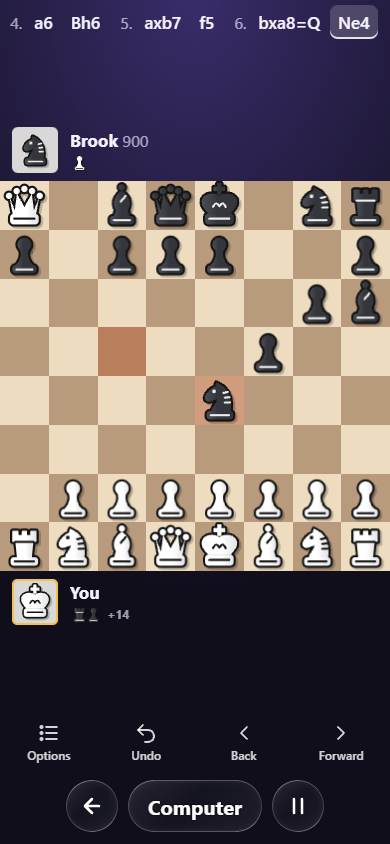 4. a6 Bh6 5. axb7 f5 6. bxa8=Q Ne4
Brook 900
You
+14
Options Undo Back Forward
Computer